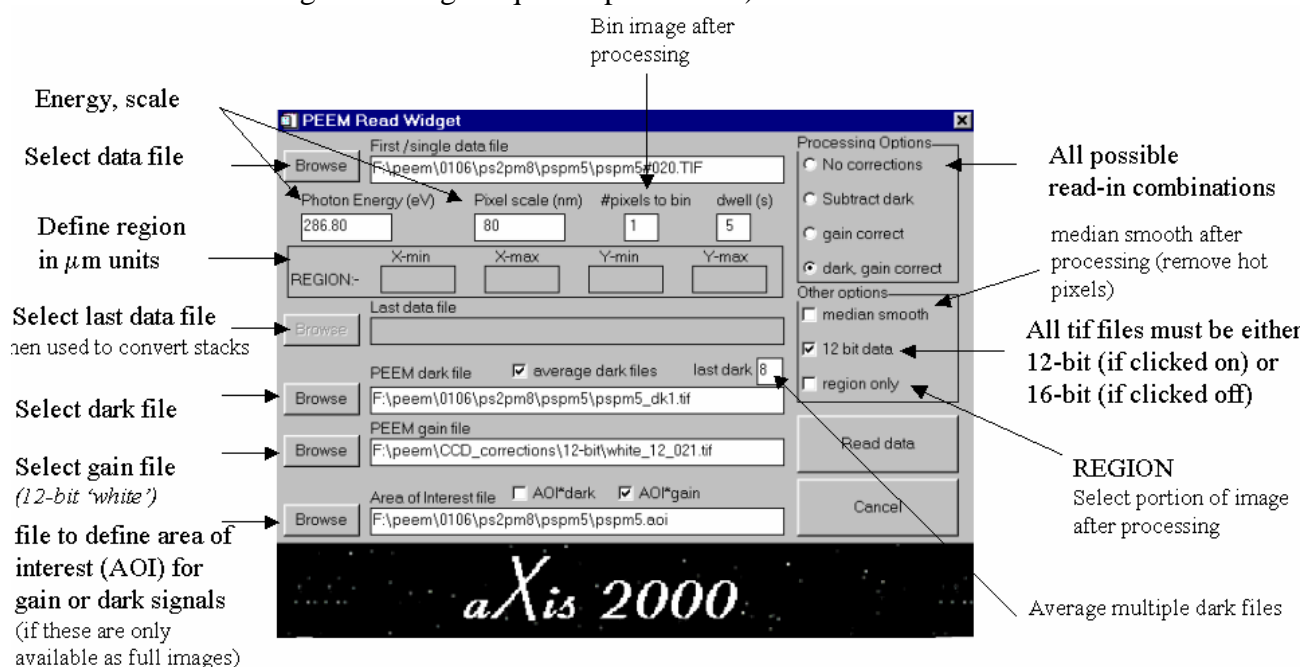 Bin image after
processing
Energy, scale
PEEM Read Widget
First /single data file
Processing Options
Select data file
Browse
F:\peem\0106\ps2pm8\pspm5\pspm5#020.TIF
No corrections
All possible
read-in combinations
Photon Energy (eV) Pixel scale (nm) #pixels to bin dwell (s)
Subtract dark
286.80 80 1 5
gain correct
Define region
in μm units
X-min X-max Y-min Y-max
REGION:-
dark, gain correct
median smooth after
processing (remove hot
pixels)
Other options
Select last data file
hen used to convert stacks
Last data file
Browse
median smooth
12 bit data
All tif files must be either
12-bit (if clicked on) or
16-bit (if clicked off)
PEEM dark file average dark files last dark 8
region only
Select dark file
Browse
F:\peem\0106\ps2pm8\pspm5\pspm5_dk1.tif
PEEM gain file
Select gain file
(12-bit ‘white’)
Browse
F:\peem\CCD_corrections\12-bit\white_12_021.tif
Read data
REGION
Select portion of image
after processing
Area of Interest file AOI*dark AOI*gain
Browse
F:\peem\0106\ps2pm8\pspm5\pspm5.aoi
Cancel
file to define area of
interest (AOI) for
gain or dark signals
(if these are only
available as full images)
aXis 2000
Average multiple dark files